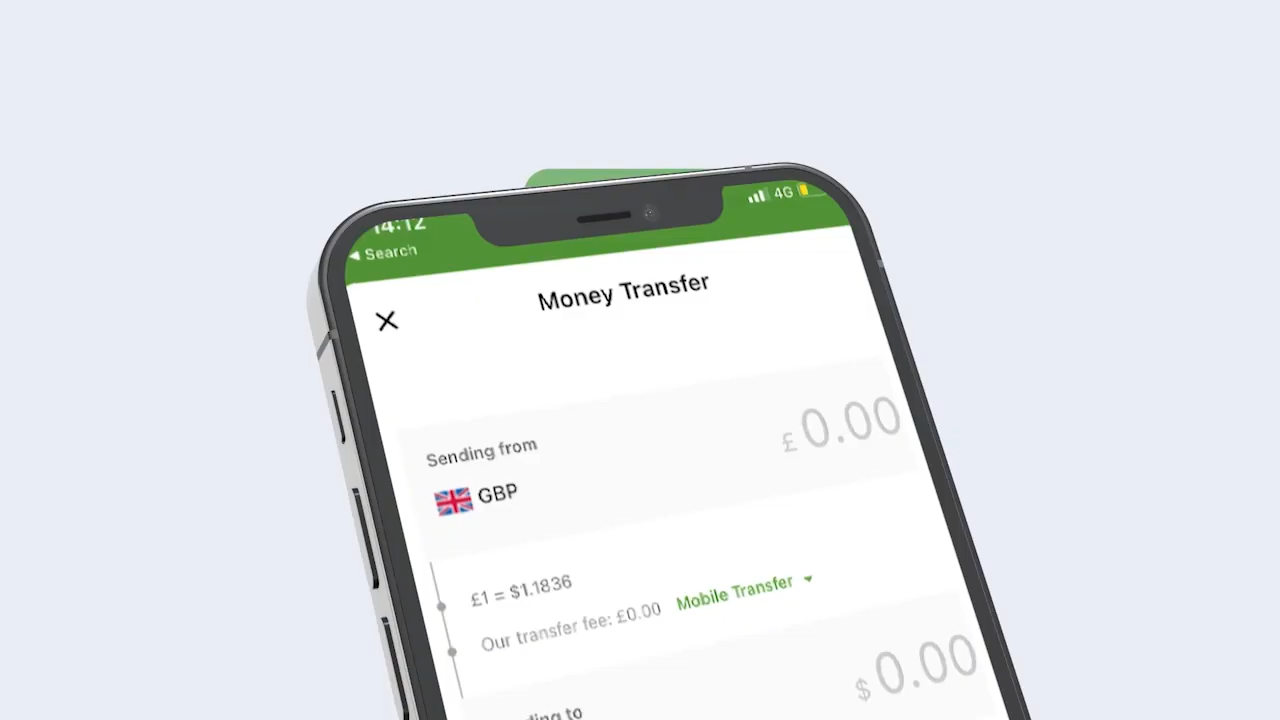 14:12
4G
◀ Search
Money Transfer
Sending from
£ 0.00
GBP
£1 = $1.1836
Our transfer fee: £0.00 Mobile Transfer
$ 0.00
to